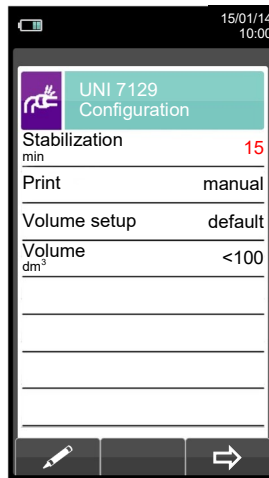 15/01/14
10:00
UNI 7129
Configuration
Stabilization 15
min
Print manual
Volume setup default
Volume <100
dm³